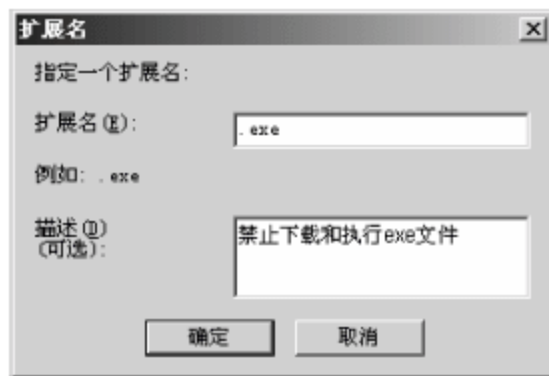 扩展名
指定一个扩展名:
扩展名(E): .exe
例如: .exe
描述(D) 禁止下载和执行exe文件
(可选):
确定 取消